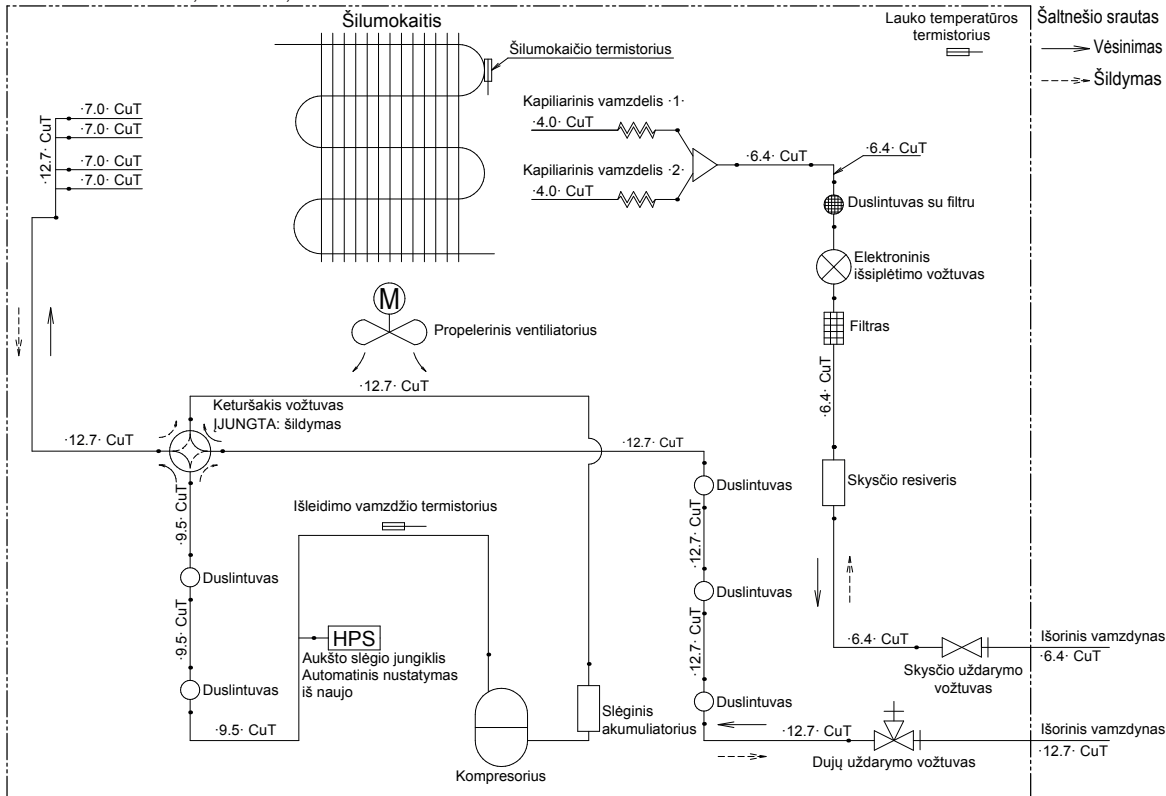 Šilumokaitis
Šilumokaičio termistorius
Lauko temperatūros
termistorius
Šaltnešio srautas
Vėsinimas
Šildymas
·7.0· CuT
·7.0· CuT
·7.0· CuT
·7.0· CuT
·12.7· CuT
Kapiliarinis vamzdelis ·1·
·4.0· CuT
Kapiliarinis vamzdelis ·2·
·4.0· CuT
·6.4· CuT
·6.4· CuT
Duslintuvas su filtru
Elektroninis
išsiplėtimo vožtuvas
Filtras
·6.4· CuT
M
Propelerinis ventiliatorius
·12.7· CuT
Keturšakis vožtuvas
ĮJUNGTA: šildymas
·12.7· CuT
·12.7· CuT
Skysčio resiveris
Duslintuvas
·9.5· CuT
Išleidimo vamzdžio termistorius
·12.7· CuT
Duslintuvas
Duslintuvas
·9.5· CuT
HPS
Aukšto slėgio jungiklis
Automatinis nustatymas
iš naujo
·12.7· CuT
·6.4· CuT
Skysčio uždarymo
vožtuvas
Išorinis vamzdynas
·6.4· CuT
Duslintuvas
Duslintuvas
·9.5· CuT
Kompresorius
Slėginis
akumuliatorius
·12.7· CuT
Dujų uždarymo vožtuvas
Išorinis vamzdynas
·12.7· CuT